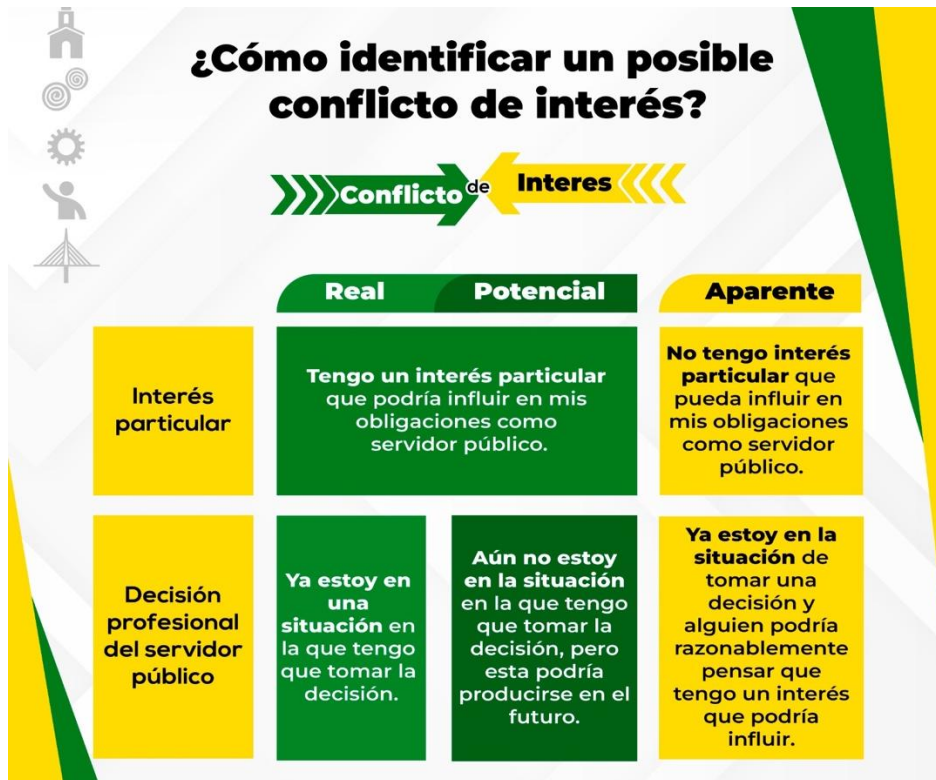 ¿Cómo identificar un posible
conflicto de interés?
Conflicto de Interes
Real Potencial Aparente
Interés
particular
Tengo un interés particular
que podría influir en mis
obligaciones como
servidor público.
No tengo interés
particular que
pueda influir en
mis obligaciones
como servidor
público.
Decisión
profesional
del servidor
público
Ya estoy en
una
situación en
la que tengo
que tomar la
decisión.
Aún no estoy
en la situación
en la que tengo
que tomar la
decisión, pero
esta podría
producirse en el
futuro.
Ya estoy en la
situación de
tomar una
decisión y
alguien podría
razonablemente
pensar que
tengo un interés
que podría
influir.